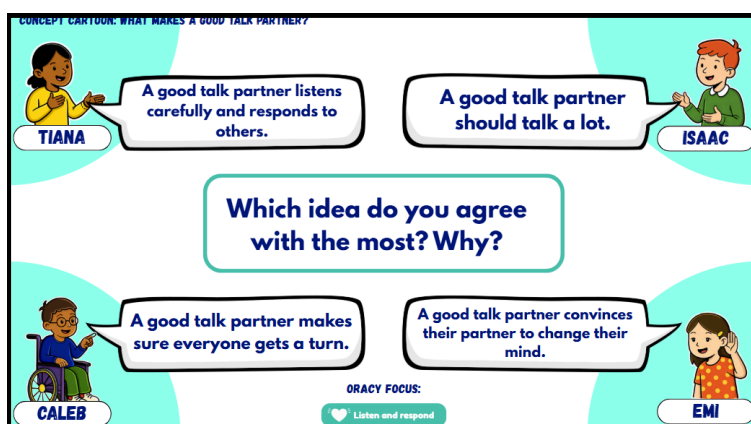 CONCEPT CARTOON: WHAT MAKES A GOOD TALK PARTNER?
A good talk partner listens
carefully and responds to
others.
TIANA
A good talk partner
should talk a lot.
ISAAC
Which idea do you agree
with the most? Why?
A good talk partner makes
sure everyone gets a turn.
CALEB
A good talk partner convinces
their partner to change their
mind.
EMI
ORACY FOCUS:
Listen and respond